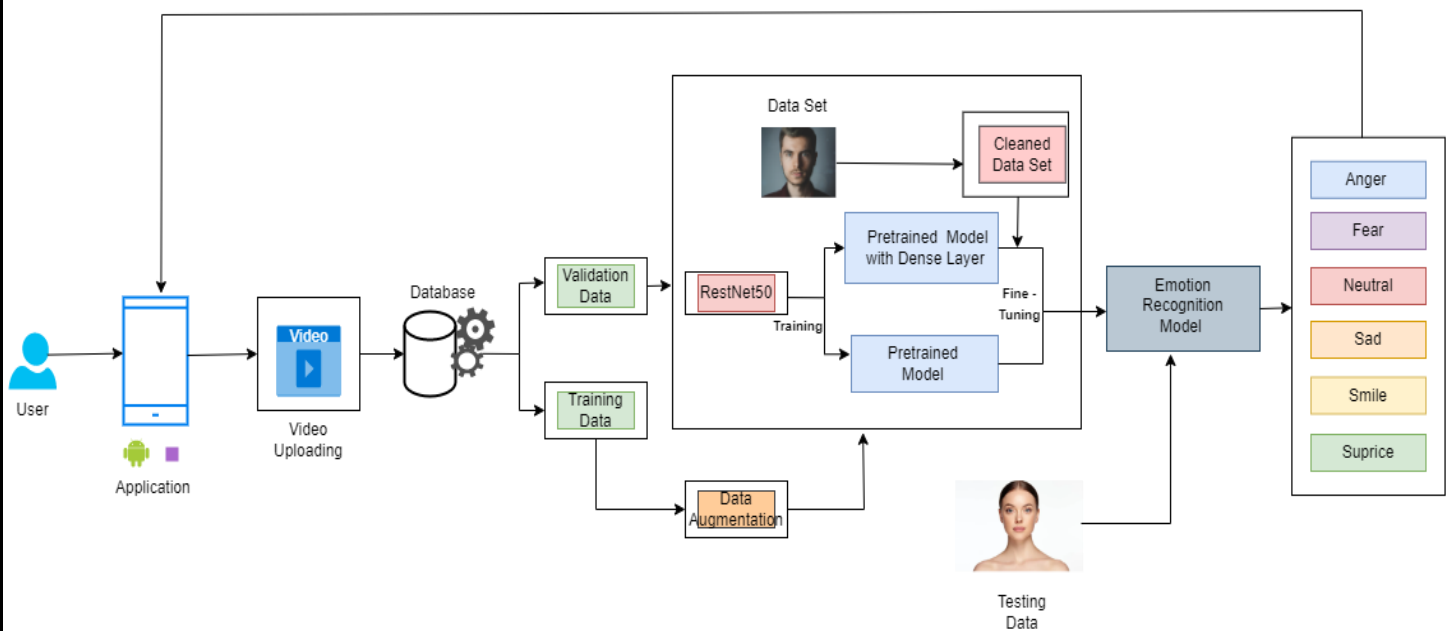 User
Application
Video
Video
Uploading
Database
Validation
Data
Training
Data
Data
Augmentation
Data Set
Cleaned
Data Set
RestNet50
Training
Pretrained Model
with Dense Layer
Pretrained
Model
Fine -
Tuning
Emotion
Recognition
Model
Testing
Data
Anger
Fear
Neutral
Sad
Smile
Suprice